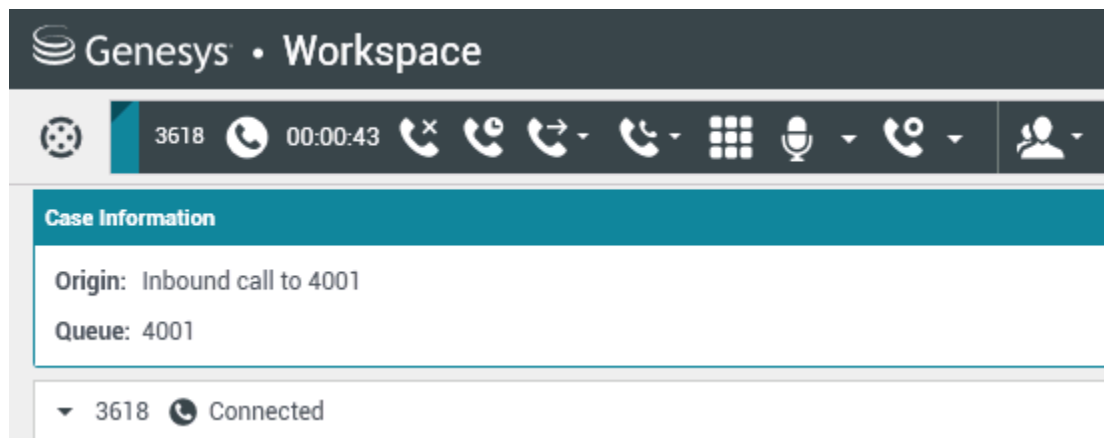 Genesys • Workspace
3618 00:00:43
Case Information
Origin: Inbound call to 4001
Queue: 4001
3618 Connected